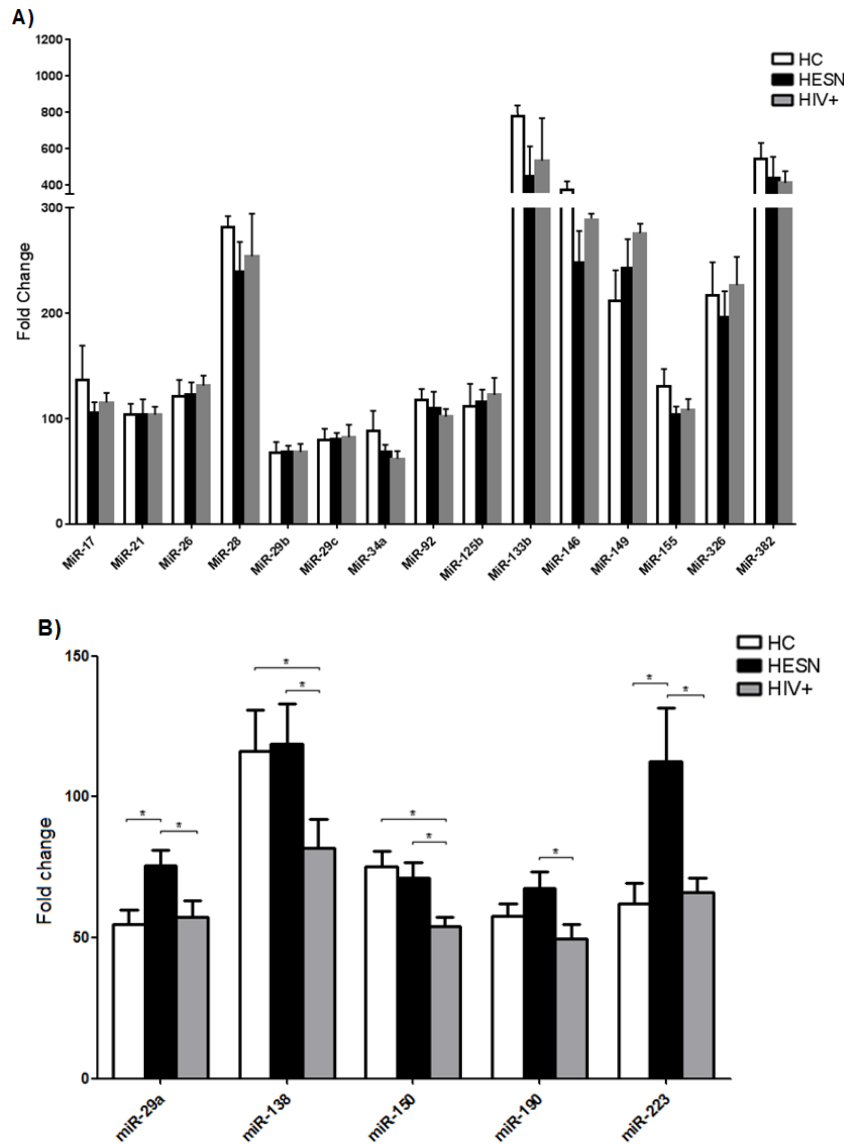 A)
1200
1000
800
600
400
300
200
100
0
Fold Change
HC
HESN
HIV+
MiR-17
MiR-21
MiR-26
MiR-28
MiR-29b
MiR-29c
MiR-34a
MiR-92
MiR-125b
MiR-133b
MiR-146
MiR-149
MiR-155
MiR-326
MiR-382
B)
150
100
50
0
Fold change
HC
HESN
HIV+
*
*
*
*
*
*
*
*
*
miR-29a
miR-138
miR-150
miR-190
miR-223